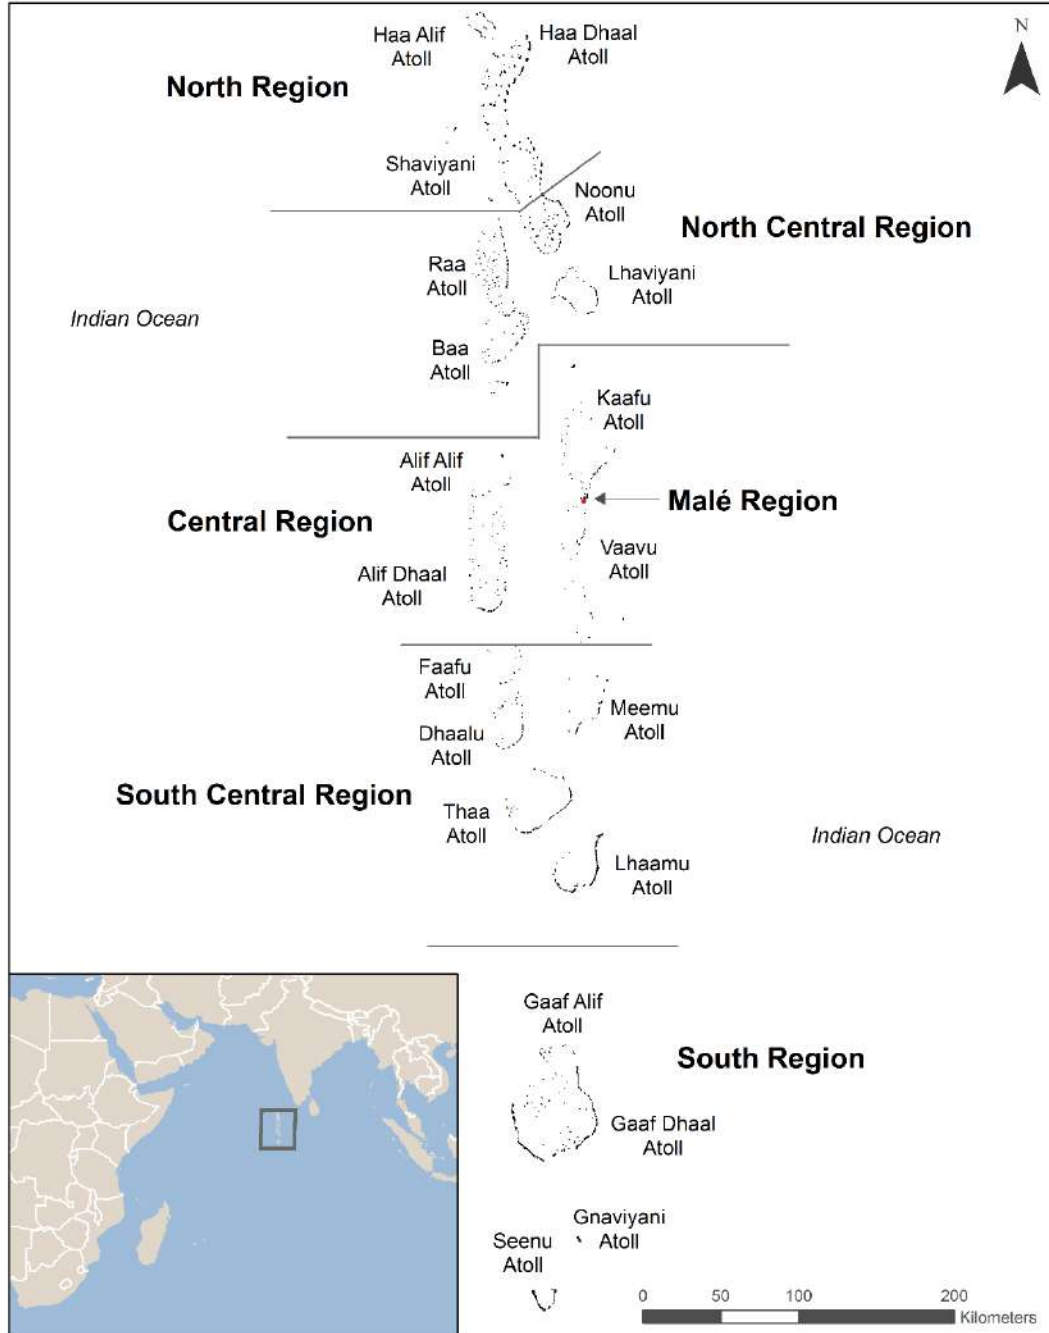 N
Haa Alif
Atoll
Haa Dhaal
Atoll
North Region
Shaviyani
Atoll
Noonu
Atoll
North Central Region
Raa
Atoll
Lhaviyani
Atoll
Indian Ocean
Baa
Atoll
Kaafu
Atoll
Alif Alif
Atoll
Malé Region
Central Region
Vaavu
Atoll
Alif Dhaal
Atoll
Faafu
Atoll
Meemu
Atoll
Dhaalu
Atoll
South Central Region
Thaa
Atoll
Indian Ocean
Lhaamu
Atoll
Gaaf Alif
Atoll
South Region
Gaaf Dhaal
Atoll
Gnaviyani
Atoll
Seenu
Atoll
0 50 100 200
Kilometers